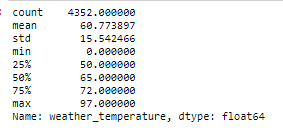 count    4352.000000
mean       60.773897
std        15.542466
min         0.000000
25%        50.000000
50%        65.000000
75%        72.000000
max        97.000000
Name: weather_temperature, dtype: float64